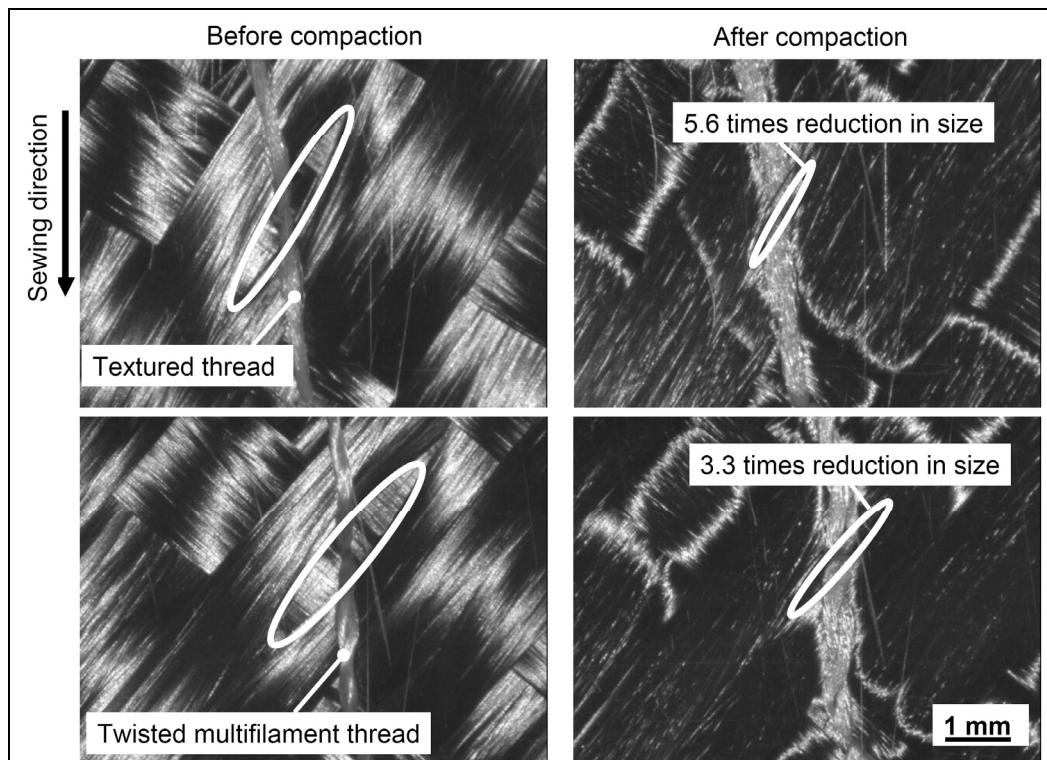 Before compaction
After compaction
Sewing direction
5.6 times reduction in size
Textured thread
3.3 times reduction in size
Twisted multifilament thread
1 mm